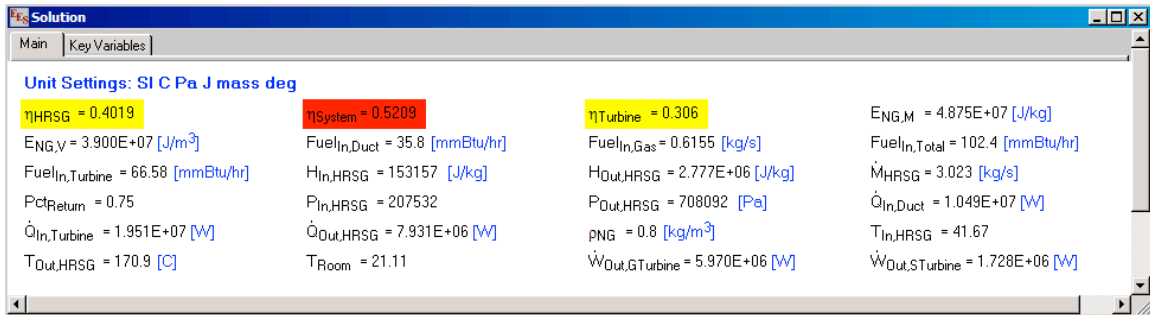 EES Solution
Main Key Variables
Unit Settings: SI C Pa J mass deg
ηHRSG = 0.4019 ηSystem = 0.5209 ηTurbine = 0.306 ENG,M = 4.875E+07 [J/kg]
ENG,V = 3.900E+07 [J/m³] FuelIn,Duct = 35.8 [mmBtu/hr] FuelIn,Gas = 0.6155 [kg/s] FuelIn,Total = 102.4 [mmBtu/hr]
FuelIn,Turbine = 66.58 [mmBtu/hr] HIn,HRSG = 153157 [J/kg] HOut,HRSG = 2.777E+06 [J/kg] ṀHRSG = 3.023 [kg/s]
PctReturn = 0.75 PIn,HRSG = 207532 POut,HRSG = 708092 [Pa] Q̇In,Duct = 1.049E+07 [W]
Q̇In,Turbine = 1.951E+07 [W] Q̇Out,HRSG = 7.931E+06 [W] ρNG = 0.8 [kg/m³] TIn,HRSG = 41.67
TOut,HRSG = 170.9 [C] TRoom = 21.11 ẆOut,GTurbine = 5.970E+06 [W] ẆOut,STurbine = 1.728E+06 [W]